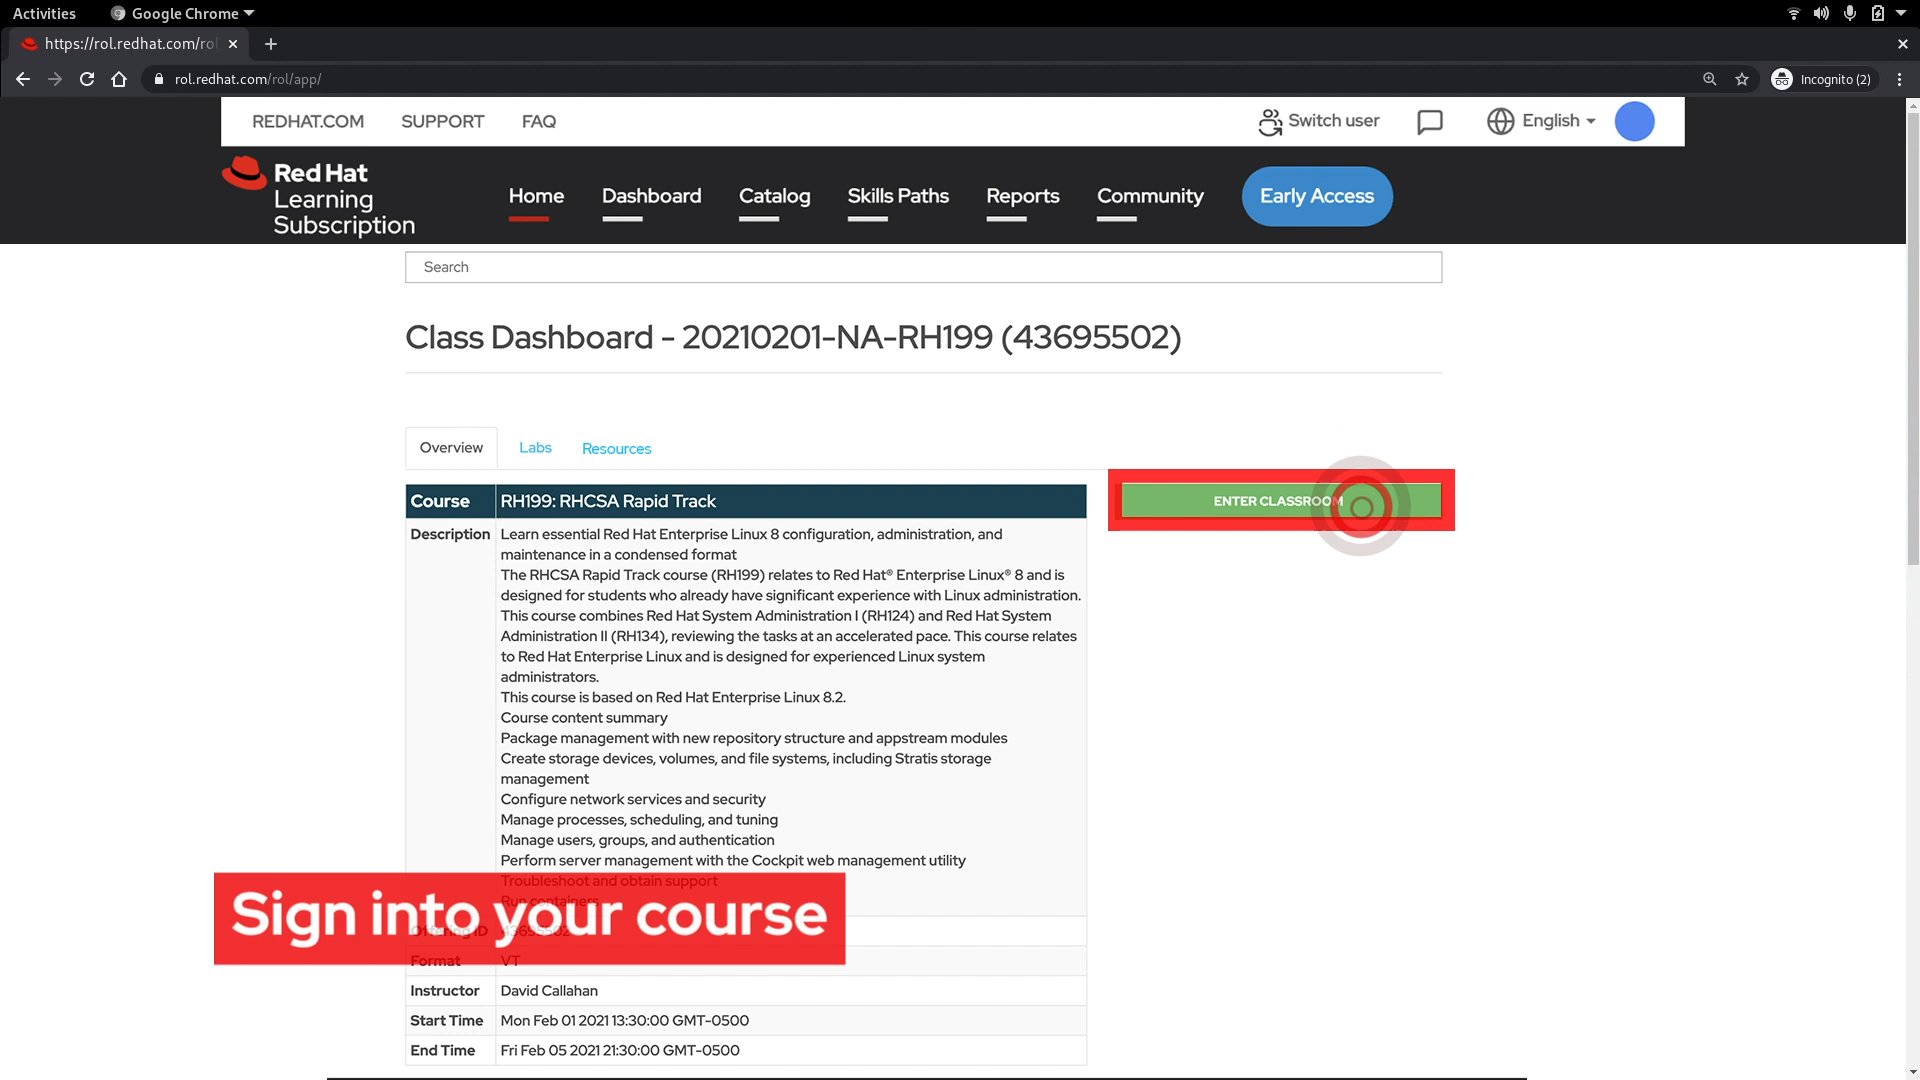 Activities
Google Chrome
https://rol.redhat.com/rol
rol.redhat.com/rol/app/
Incognito (2)
REDHAT.COM
SUPPORT
FAQ
Switch user
English
Red Hat
Learning
Subscription
Home
Dashboard
Catalog
Skills Paths
Reports
Community
Early Access
Search
Class Dashboard - 20210201-NA-RH199 (43695502)
Overview
Labs
Resources
Course RH199: RHCSA Rapid Track
ENTER CLASSROOM
Description Learn essential Red Hat Enterprise Linux 8 configuration, administration, and
maintenance in a condensed format
The RHCSA Rapid Track course (RH199) relates to Red Hat® Enterprise Linux® 8 and is
designed for students who already have significant experience with Linux administration.
This course combines Red Hat System Administration I (RH124) and Red Hat System
Administration II (RH134), reviewing the tasks at an accelerated pace. This course relates
to Red Hat Enterprise Linux and is designed for experienced Linux system
administrators.
This course is based on Red Hat Enterprise Linux 8.2.
Course content summary
Package management with new repository structure and appstream modules
Create storage devices, volumes, and file systems, including Stratis storage
management
Configure network services and security
Manage processes, scheduling, and tuning
Manage users, groups, and authentication
Perform server management with the Cockpit web management utility
Troubleshoot and obtain support
Run containers
Sign into your course
Offering ID 43695502
Format VT
Instructor David Callahan
Start Time Mon Feb 01 2021 13:30:00 GMT-0500
End Time Fri Feb 05 2021 21:30:00 GMT-0500